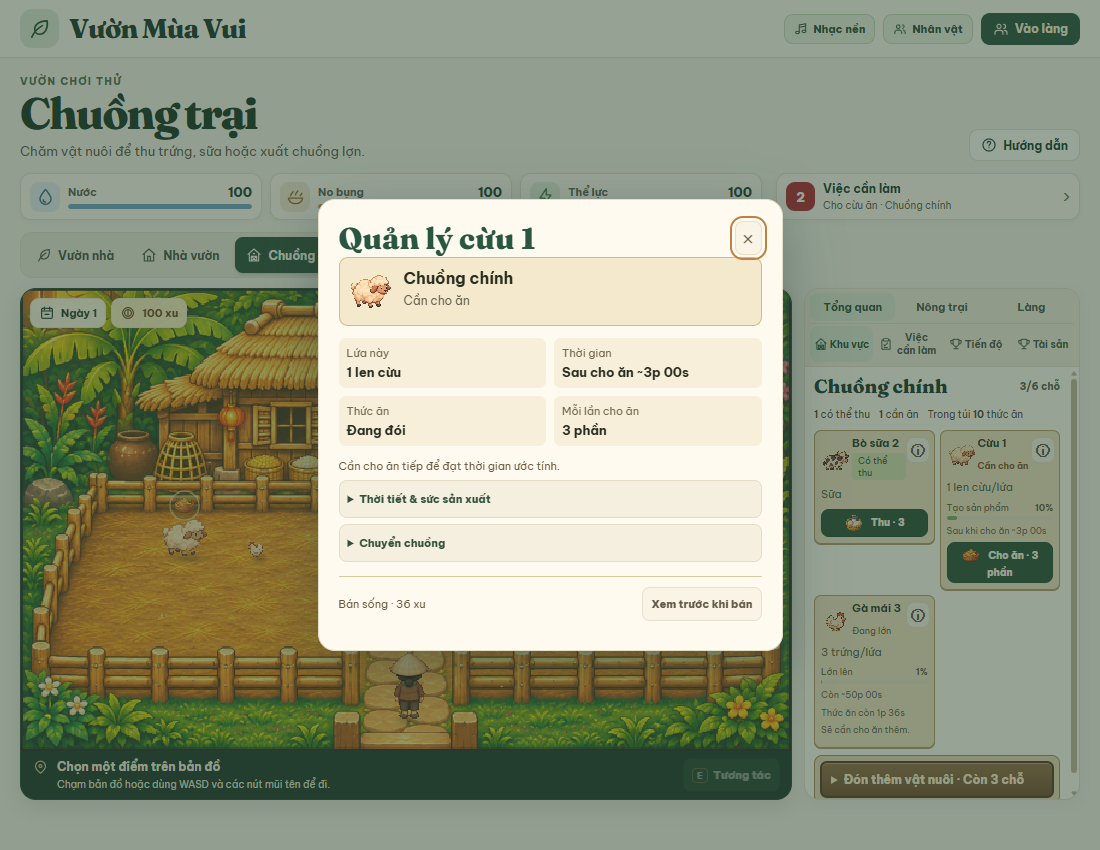 Vườn Mùa Vui
Nhạc nền
Nhân vật
Vào làng
VƯỜN CHƠI THỬ
Chuồng trại
Chăm vật nuôi để thu trứng, sữa hoặc xuất chuồng lợn.
Hướng dẫn
Nước 100
No bụng 100
Thể lực 100
2
Việc cần làm
Cho cừu ăn · Chuồng chính
Vườn nhà
Nhà vườn
Chuồng
Ngày 1
100 xu
Quản lý cừu 1
Chuồng chính
Cần cho ăn
Lứa này
1 len cừu
Thời gian
Sau cho ăn ~3p 00s
Thức ăn
Đang đói
Mỗi lần cho ăn
3 phần
Cần cho ăn tiếp để đạt thời gian ước tính.
Thời tiết & sức sản xuất
Chuyển chuồng
Bán sống · 36 xu
Xem trước khi bán
Chọn một điểm trên bản đồ
Chạm bản đồ hoặc dùng WASD và các nút mũi tên để đi.
E Tương tác
Tổng quan
Nông trại
Làng
Khu vực
Việc
cần làm
Tiến độ
Tài sản
Chuồng chính
3/6 chỗ
1 có thể thu 1 cần ăn Trong túi 10 thức ăn
Bò sữa 2
Có thể
thu
Sữa
Thu · 3
Cừu 1
Cần cho ăn
1 len cừu/lứa
Tạo sản phẩm 10%
Sau khi cho ăn ~3p 00s
Cho ăn · 3
phần
Gà mái 3
Đang lớn
3 trứng/lứa
Lớn lên 1%
Còn ~50p 00s
Thức ăn còn 1p 36s
Sẽ cần cho ăn thêm.
Đón thêm vật nuôi · Còn 3 chỗ